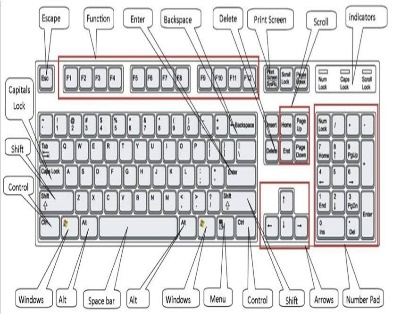 Escape
Function
Enter
Backspace
Delete
Print Screen
Scroll
indicators
Esc
F1 F2 F3 F4
F5 F6 F7 F8
F9 F10 F11 F12
Scroll Lock
Num Lock
Caps Lock
Scroll Lock
Capitals Lock
Backspace
Insert
Home
Page Up
Num Lock
Tab
Q W E R T Y U I O P
Delete
End
Page Down
7 Home
8
9 PgUp
Shift
Caps Lock
A S D F G H J K L
Enter
4
5
6
Control
Shift
Z X C V B N M
Shift
1 End
2
3 PgDn
Enter
Ctrl
Alt
Alt
Ctrl
0 Ins
Del
Windows
Alt
Space bar
Alt
Windows
Menu
Control
Shift
Arrows
Number Pad